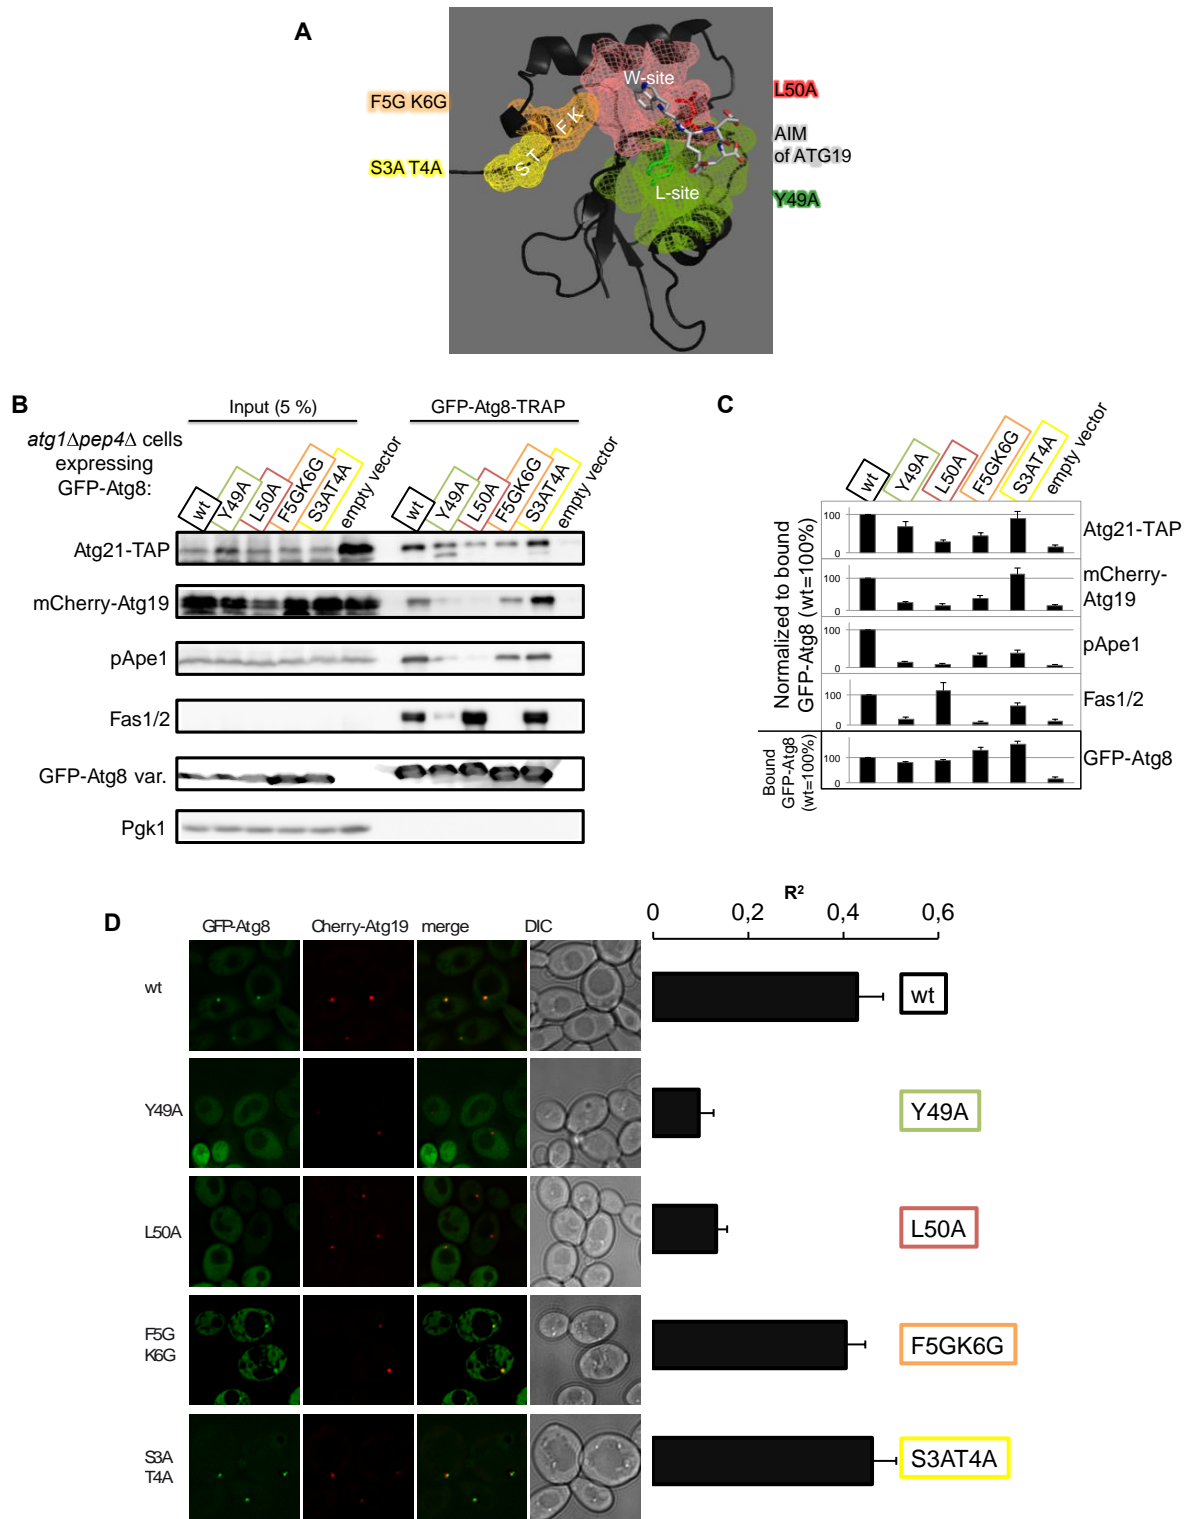 A
W-site
F K
S T
L-site
F5G K6G
S3A T4A
L50A
AIM
of ATG19
Y49A
B
Input (5 %)
GFP-Atg8-TRAP
atg1Δpep4Δ cells
expressing
GFP-Atg8:
wt
Y49A
L50A
F5GK6G
S3AT4A
empty vector
wt
Y49A
L50A
F5GK6G
S3AT4A
empty vector
Atg21-TAP
mCherry-Atg19
pApe1
Fas1/2
GFP-Atg8 var.
Pgk1
C
wt
Y49A
L50A
F5GK6G
S3AT4A
empty vector
Normalized to bound
GFP-Atg8 (wt=100%)
Bound
GFP-Atg8
(wt=100%)
100
0
Atg21-TAP
100
0
mCherry-
Atg19
100
0
pApe1
100
0
Fas1/2
100
0
GFP-Atg8
D
GFP-Atg8
Cherry-Atg19
merge
DIC
R²
0
0,2
0,4
0,6
wt
wt
Y49A
Y49A
L50A
L50A
F5G
K6G
F5GK6G
S3A
T4A
S3AT4A